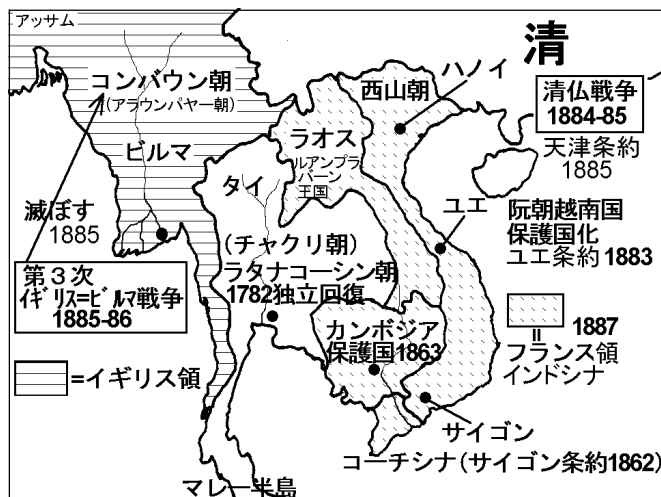 アッサム
清
コンバウン朝
(アラウンパヤー朝)
ハノイ
西山朝
清仏戦争
1884-85
天津条約
1885
ビルマ
ラオス
ルアンプラ
バーン
王国
タイ
滅ぼす
1885
ユエ
阮朝越南国
保護国化
ユエ条約1883
(チャクリ朝)
ラタナコーシン朝
1782独立回復
第3次
イギリス=ビルマ戦争
1885-86
カンボジア
保護国1863
1887
=
フランス領
インドシナ
=イギリス領
サイゴン
コーチシナ(サイゴン条約1862)
マレー半島